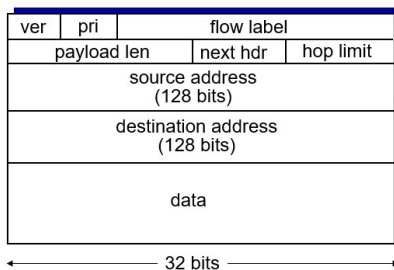 ver pri flow label
payload len next hdr hop limit
source address
(128 bits)
destination address
(128 bits)
data
32 bits